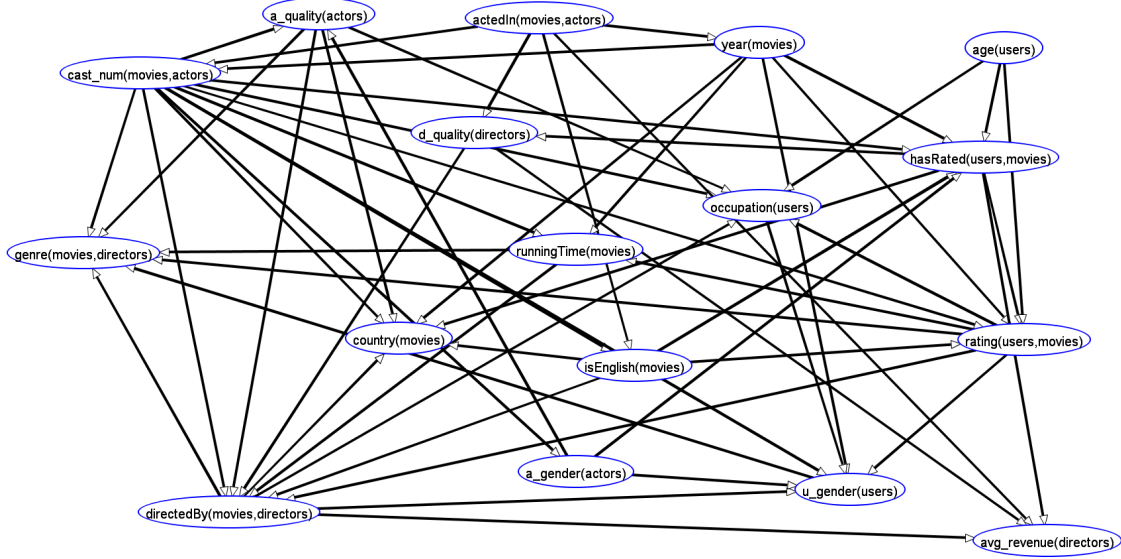 a_quality(actors)
actedIn(movies,actors)
year(movies)
age(users)
cast_num(movies,actors)
d_quality(directors)
hasRated(users,movies)
occupation(users)
genre(movies,directors)
runningTime(movies)
country(movies)
rating(users,movies)
isEnglish(movies)
a_gender(actors)
u_gender(users)
directedBy(movies,directors)
avg_revenue(directors)